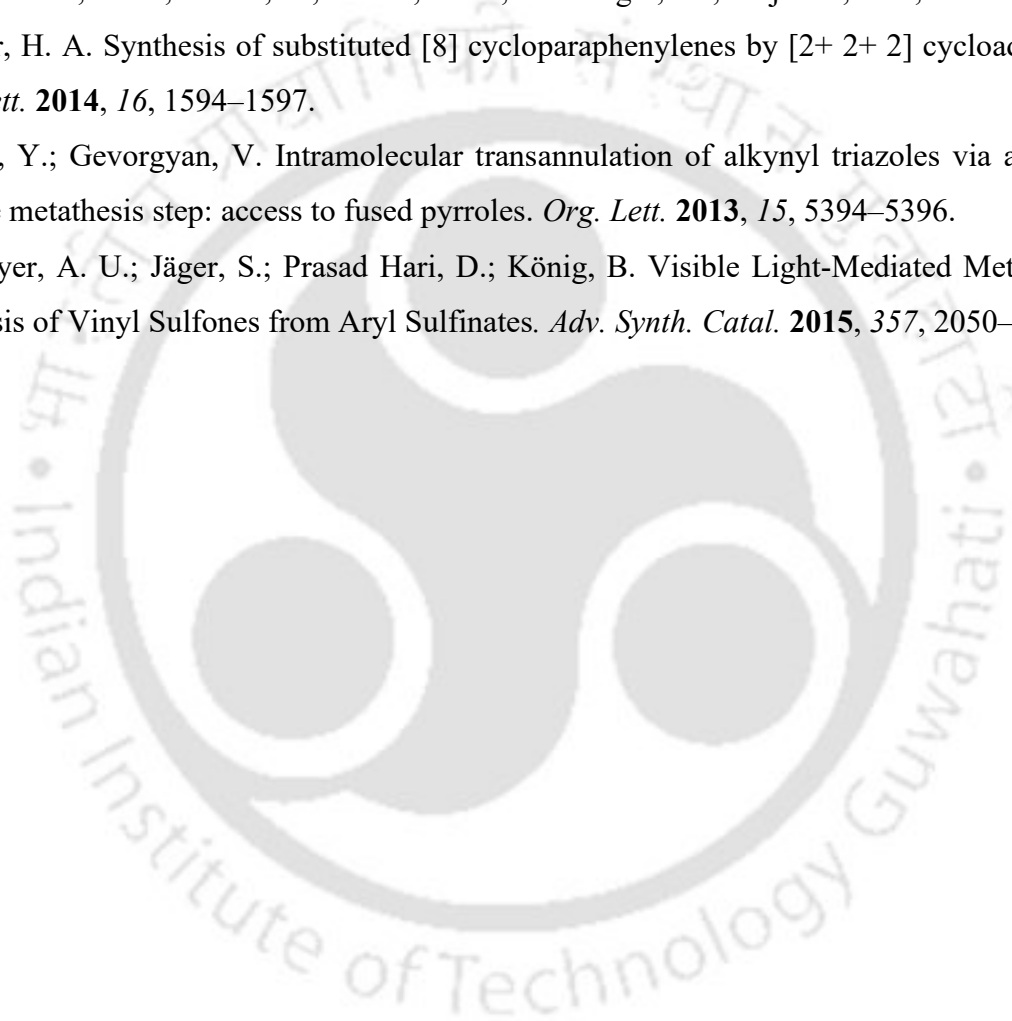 r, H. A. Synthesis of substituted [8] cycloparaphenylenes by [2+ 2+ 2] cycload
tt. 2014, 16, 1594–1597.
, Y.; Gevorgyan, V. Intramolecular transannulation of alkynyl triazoles via a
e metathesis step: access to fused pyrroles. Org. Lett. 2013, 15, 5394–5396.
yer, A. U.; Jäger, S.; Prasad Hari, D.; König, B. Visible Light-Mediated Met
sis of Vinyl Sulfones from Aryl Sulfinates. Adv. Synth. Catal. 2015, 357, 2050–
Indian Institute of Technology Guwahati